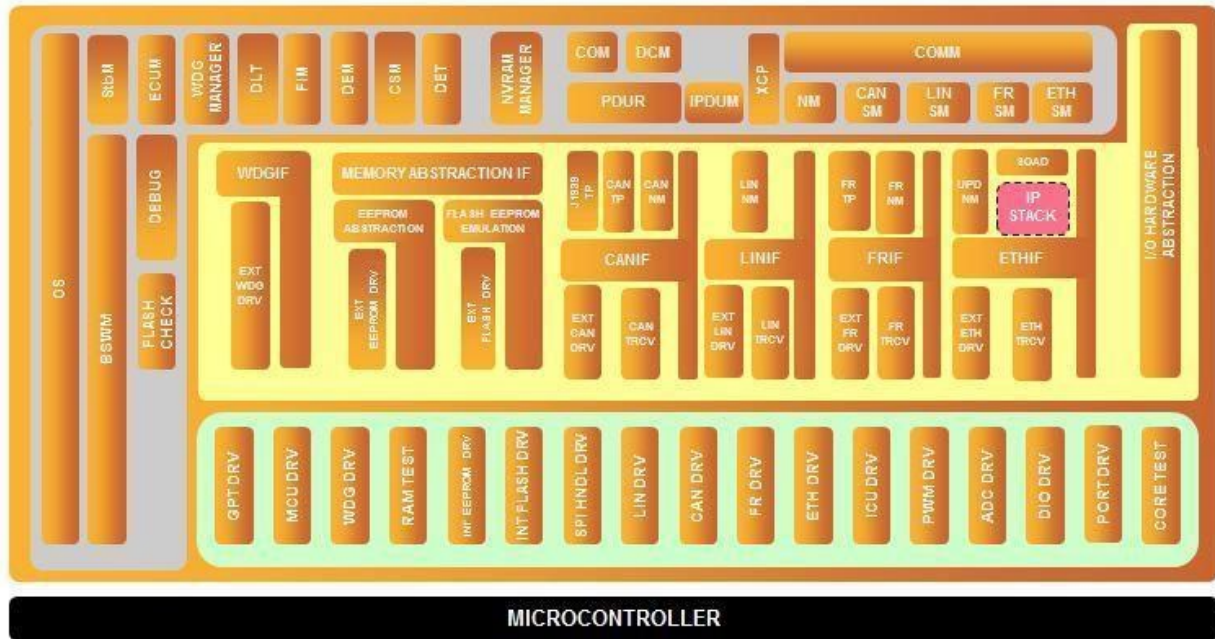 OS
StbM
BSWM
ECUM
DEBUG
FLASH
CHECK
WDG
MANAGER
DLT
FIM
DEM
CSM
DET
NVRAM
MANAGER
COM
DCM
PDUR
IPDUM
XCP
COMM
NM
CAN
SM
LIN
SM
FR
SM
ETH
SM
I/O HARDWARE
ABSTRACTION
WDGIF
EXT
WDG
DRV
MEMORY ABSTRACTION IF
EEPROM
ABSTRACTION
EXT
EEPROM DRV
FLASH EEPROM
EMULATION
EXT
FLASH DRV
J1939
TP
CAN
TP
CAN
NM
CANIF
EXT
CAN
DRV
CAN
TRCV
LIN
NM
LINIF
EXT
LIN
DRV
LIN
TRCV
FR
TP
FR
NM
FRIF
EXT
FR
DRV
FR
TRCV
UPD
NM
SOAD
IP
STACK
ETHIF
EXT
ETH
DRV
ETH
TRCV
GPT DRV
MCU DRV
WDG DRV
RAM TEST
INT EEPROM DRV
INT FLASH DRV
SPI HNDL DRV
LIN DRV
CAN DRV
FR DRV
ETH DRV
ICU DRV
PWM DRV
ADC DRV
DIO DRV
PORT DRV
CORE TEST
MICROCONTROLLER